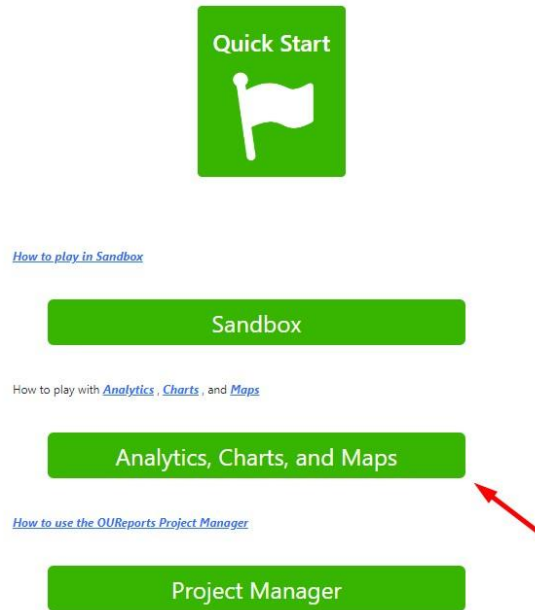 Quick Start
How to play in Sandbox
Sandbox
How to play with Analytics , Charts , and Maps
Analytics, Charts, and Maps
How to use the OUReports Project Manager
Project Manager